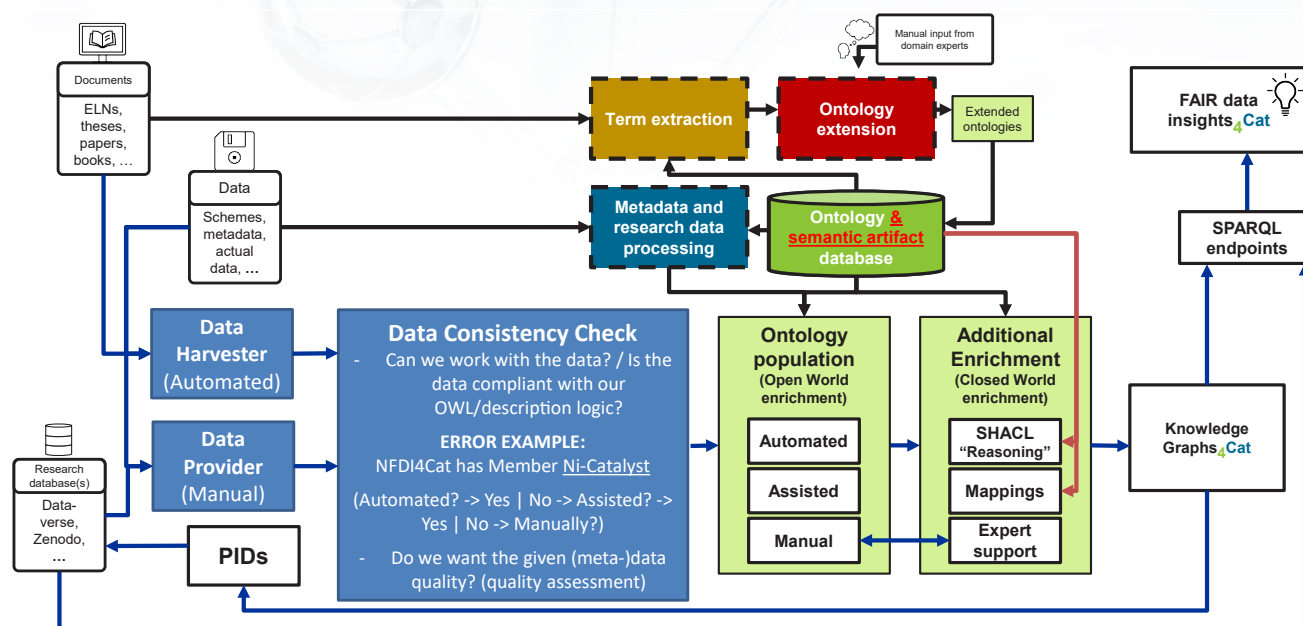 Manual input from
domain experts
Documents
ELNs,
theses,
papers,
books, …
Term extraction
Ontology
extension
Extended
ontologies
FAIR data
insights4Cat
Data
Schemes,
metadata,
actual
data, …
Metadata and
research data
processing
Ontology &
semantic artifact
database
SPARQL
endpoints
Data
Harvester
(Automated)
Data
Provider
(Manual)
Data Consistency Check
- Can we work with the data? / Is the
data compliant with our
OWL/description logic?
ERROR EXAMPLE:
NFDI4Cat has Member Ni-Catalyst
(Automated? -> Yes | No -> Assisted? ->
Yes | No -> Manually?)
- Do we want the given (meta-)data
quality? (quality assessment)
Ontology
population
(Open World
enrichment)
Automated
Assisted
Manual
Additional
Enrichment
(Closed World
enrichment)
SHACL
“Reasoning”
Mappings
Expert
support
Knowledge
Graphs4Cat
Research
database(s)
Data-
verse,
Zenodo,
…
PIDs